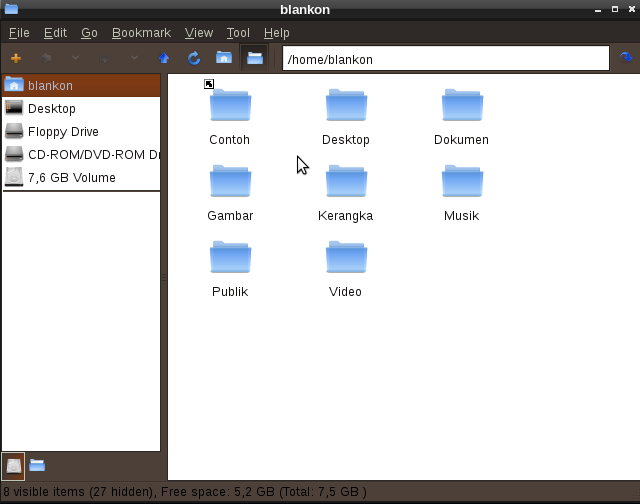 blankon
File Edit Go Bookmark View Tool Help
/home/blankon
blankon
Desktop
Floppy Drive
CD-ROM/DVD-ROM Dr
7,6 GB Volume
Contoh Desktop Dokumen
Gambar Kerangka Musik
Publik Video
8 visible items (27 hidden), Free space: 5,2 GB (Total: 7,5 GB )